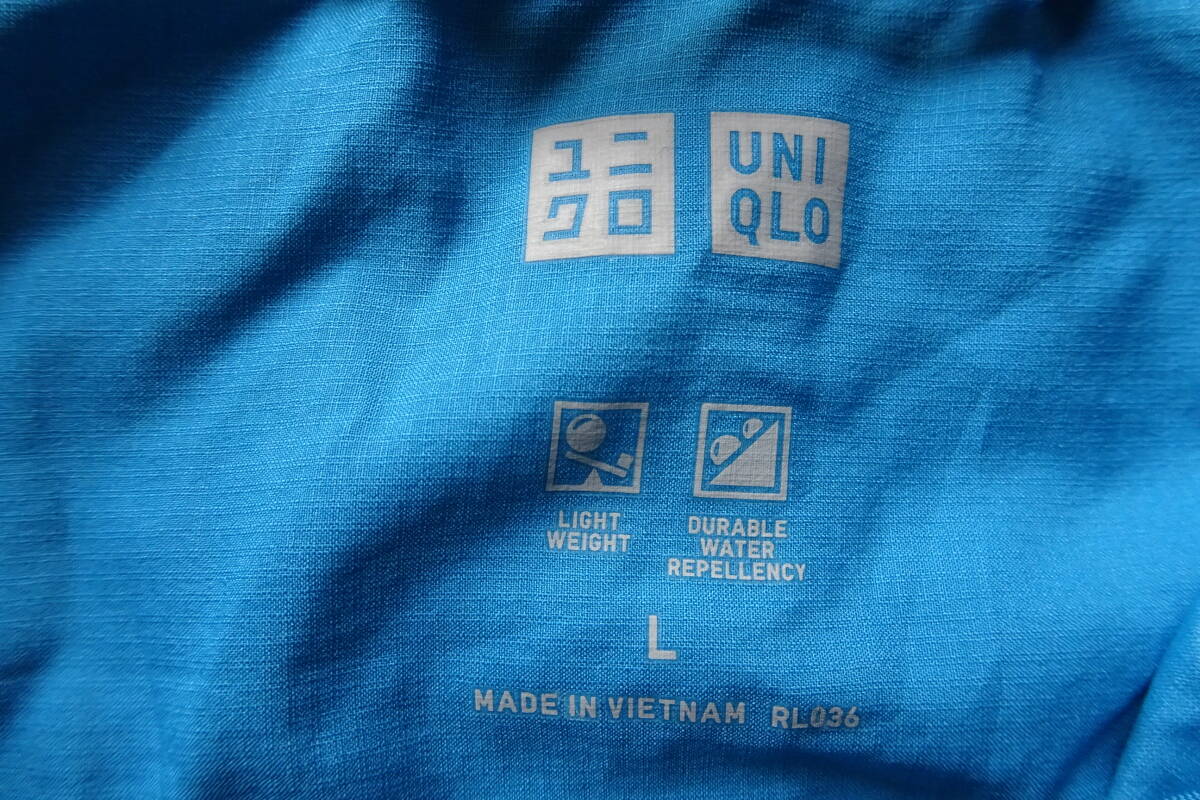 ユニ
クロ
UNI
QLO
LIGHT
WEIGHT
DURABLE
WATER
REPELLENCY
L
MADE IN VIETNAM RL036